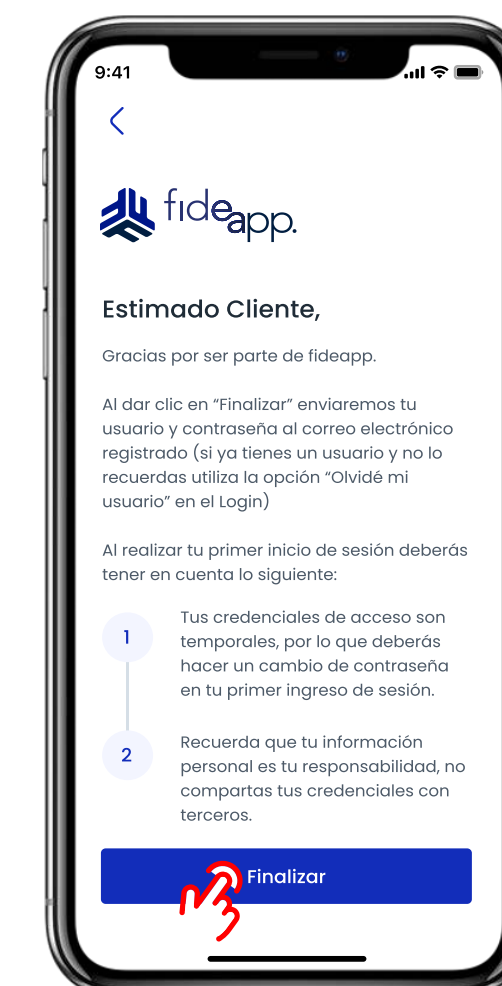 9:41
fideapp.
Estimado Cliente,
Gracias por ser parte de fideapp.
Al dar clic en “Finalizar” enviaremos tu
usuario y contraseña al correo electrónico
registrado (si ya tienes un usuario y no lo
recuerdas utiliza la opción “Olvidé mi
usuario” en el Login)
Al realizar tu primer inicio de sesión deberás
tener en cuenta lo siguiente:
1
Tus credenciales de acceso son
temporales, por lo que deberás
hacer un cambio de contraseña
en tu primer ingreso de sesión.
2
Recuerda que tu información
personal es tu responsabilidad, no
compartas tus credenciales con
terceros.
Finalizar